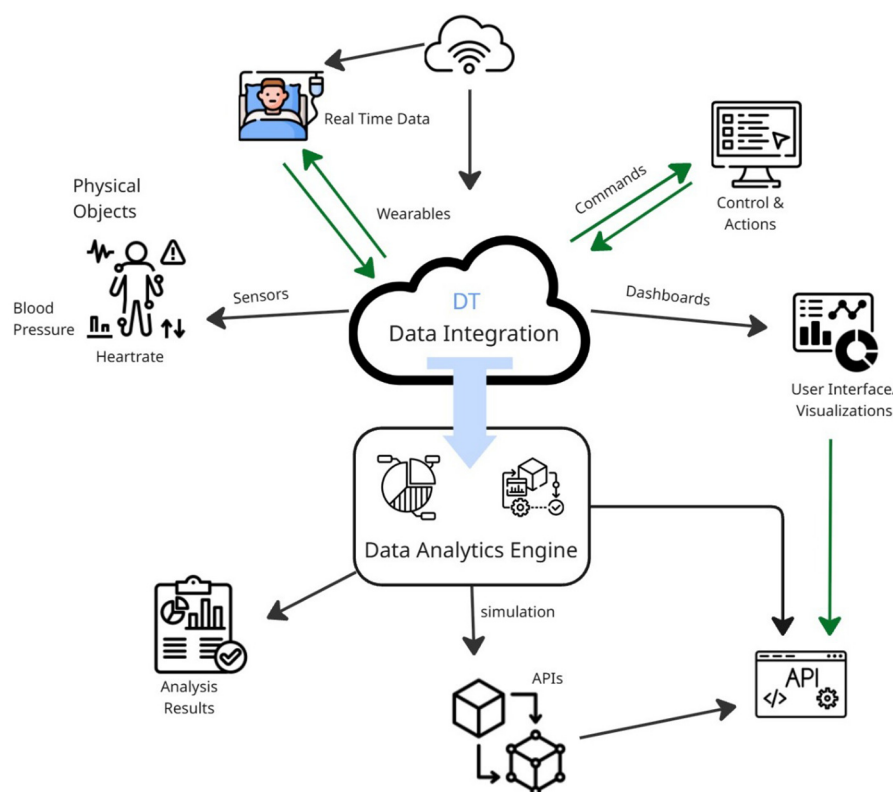 Real Time Data
Commands
Control &
Actions
Physical
Objects
Wearables
Sensors
Blood
Pressure
Heartrate
DT
Data Integration
Dashboards
User Interface
Visualizations
Data Analytics Engine
simulation
Analysis
Results
APIs
API
</>